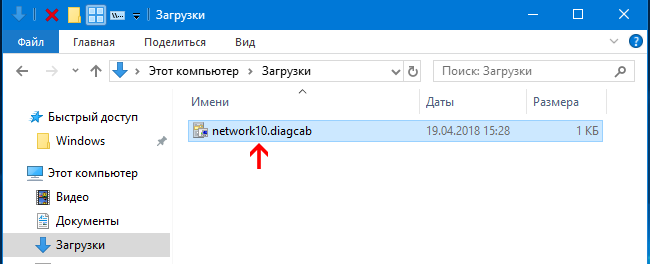 Загрузки
Файл Главная Поделиться Вид
Этот компьютер Загрузки Поиск: Загрузки
Имени Даты Размера
Быстрый доступ
network10.diagcab 19.04.2018 15:28 1 КБ
Windows
Этот компьютер
Видео
Документы
Загрузки